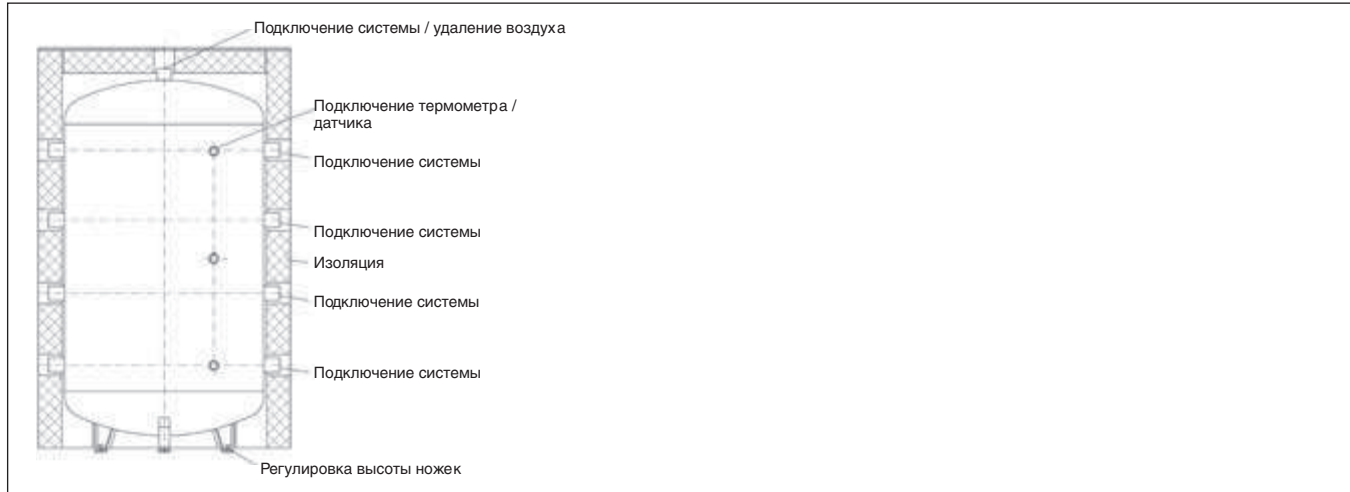 Подключение системы / удаление воздуха
Подключение термометра /
датчика
Подключение системы
Подключение системы
Изоляция
Подключение системы
Подключение системы
Регулировка высоты ножек